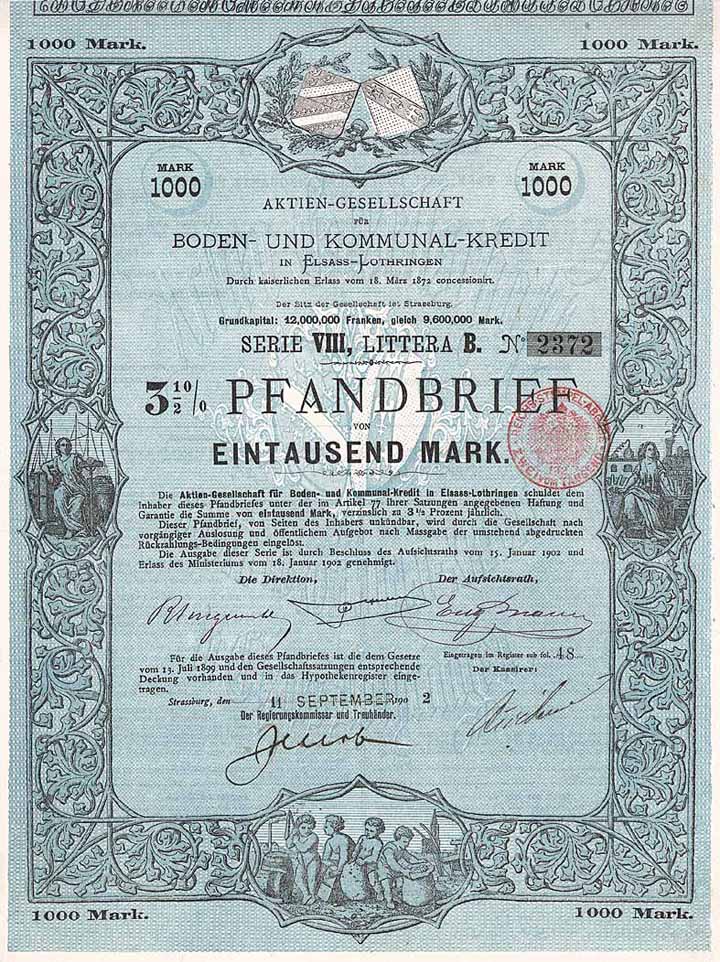 1000 Mark.
1000 Mark.
MARK
1000
MARK
1000
AKTIEN-GESELLSCHAFT
FÜR
BODEN- UND KOMMUNAL-KREDIT
IN ELSASS-LOTHRINGEN
Durch kaiserlichen Erlass vom 18. März 1872 concessionirt.
Der Sitz der Gesellschaft ist Strassburg.
Grundkapital: 12,000,000 Franken, gleich 9,600,000 Mark.
SERIE VIII, LITTERA B. No. 2372
3 10/2 % PFANDBRIEF
VON
EINTAUSEND MARK.
Die Aktien-Gesellschaft für Boden- und Kommunal-Kredit in Elsass-Lothringen schuldet dem
Inhaber dieses Pfandbriefes unter der im Artikel 77 ihrer Satzungen angegebenen Haftung und
Garantie die Summe von eintausend Mark, verzinslich zu 3½ Prozent jährlich.
Dieser Pfandbrief, von Seiten des Inhabers unkündbar, wird durch die Gesellschaft nach
vorgängiger Auslosung und öffentlichem Aufgebot nach Massgabe der umstehend abgedruckten
Rückzahlungs-Bedingungen eingelöst.
Die Ausgabe dieser Serie ist durch Beschluss des Aufsichtsraths vom 15. Januar 1902 und
Erlass des Ministeriums vom 18. Januar 1902 genehmigt.
Die Direktion,
Der Aufsichtsrath,
Für die Ausgabe dieses Pfandbriefes ist die dem Gesetze
vom 13. Juli 1899 und den Gesellschaftssatzungen entsprechende
Deckung vorhanden und in das Hypothekenregister eingetragen.
Eingetragen im Register sub fol. 48
Der Kassirer:
Strassburg, den 11 SEPTEMBER 190 2
Der Regierungskommissar und Treuhänder.
1000 Mark.
1000 Mark.